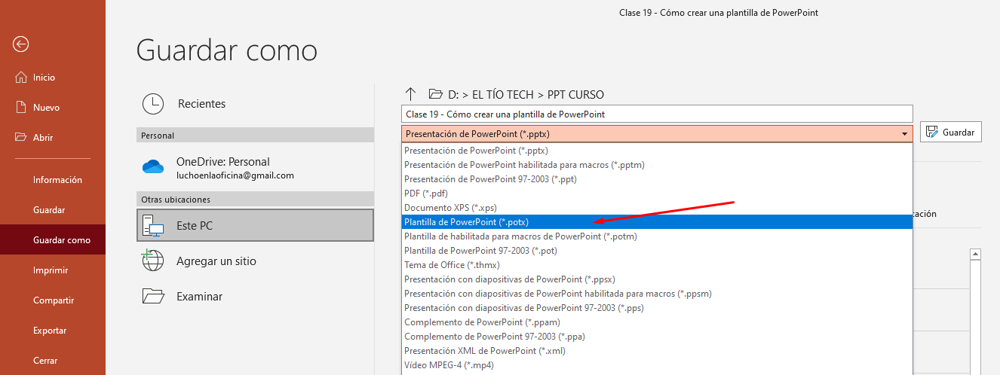 Clase 19 - Cómo crear una plantilla de PowerPoint
Guardar como
Inicio
Nuevo
Abrir
Información
Guardar
Guardar como
Imprimir
Compartir
Exportar
Cerrar
Recientes
Personal
OneDrive: Personal
luchoenlaoficina@gmail.com
Otras ubicaciones
Este PC
Agregar un sitio
Examinar
D: > EL TÍO TECH > PPT CURSO
Clase 19 - Cómo crear una plantilla de PowerPoint
Presentación de PowerPoint (*.pptx)
Guardar
Presentación de PowerPoint (*.pptx)
Presentación de PowerPoint habilitada para macros (*.pptm)
Presentación de PowerPoint 97-2003 (*.ppt)
PDF (*.pdf)
Documento XPS (*.xps)
Plantilla de PowerPoint (*.potx)
Plantilla de habilitada para macros de PowerPoint (*.potm)
Plantilla de PowerPoint 97-2003 (*.pot)
Tema de Office (*.thmx)
Presentación con diapositivas de PowerPoint (*.ppsx)
Presentación con diapositivas de PowerPoint habilitada para macros (*.ppsm)
Presentación con diapositivas de PowerPoint 97-2003 (*.pps)
Complemento de PowerPoint (*.ppam)
Complemento de PowerPoint 97-2003 (*.ppa)
Presentación XML de PowerPoint (*.xml)
Vídeo MPEG-4 (*.mp4)